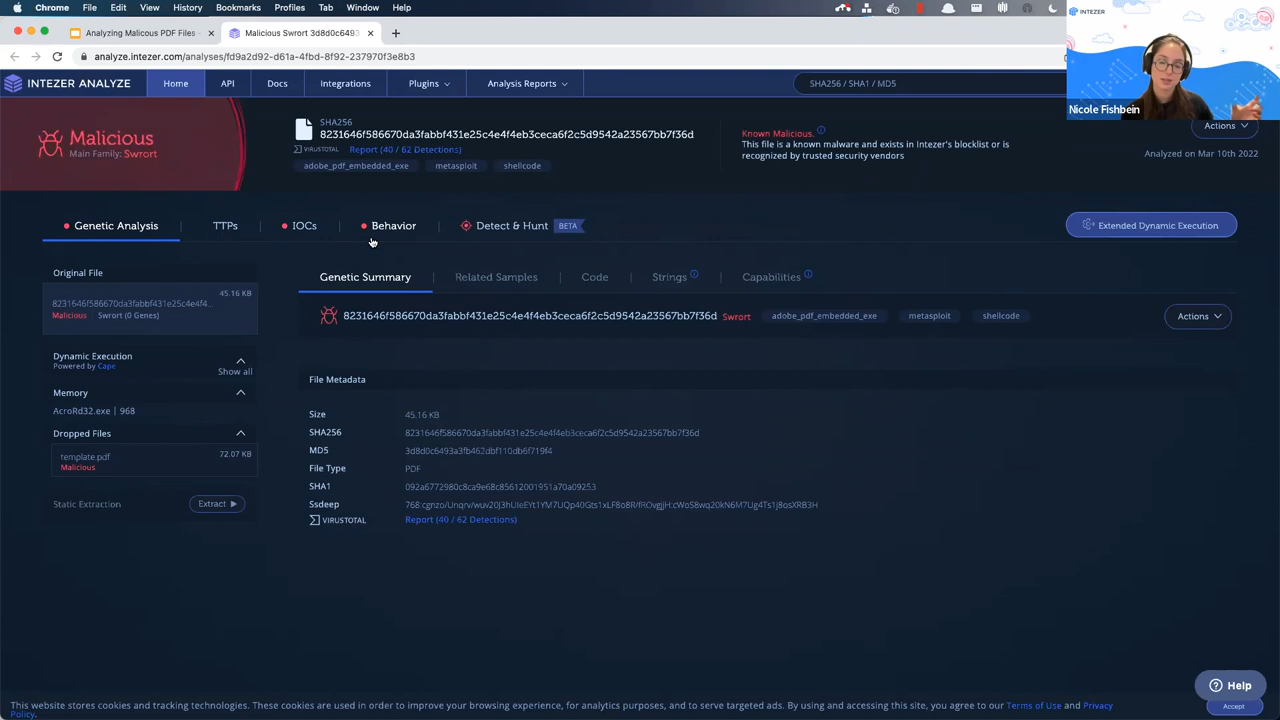 Chrome File Edit View History Bookmarks Profiles Tab Window Help
Analyzing Malicous PDF Files -
Malicious Swrort 3d8d0c6493
analyze.intezer.com/analyses/fd9a2d92-d61a-4fbd-8f92-237970f3e8b3
INTEZER
Nicole Fishbein
INTEZER ANALYZE Home API Docs Integrations Plugins Analysis Reports SHA256 / SHA1 / MD5
Malicious
Main Family: Swrort
SHA256
8231646f586670da3fabbf431e25c4e4f4eb3ceca6f2c5d9542a23567bb7f36d
VIRUSTOTAL Report (40 / 62 Detections)
adobe_pdf_embedded_exe metasploit shellcode
Known Malicious.
This file is a known malware and exists in Intezer's blocklist or is
recognized by trusted security vendors
Actions
Analyzed on Mar 10th 2022
Genetic Analysis TTPs IOCs Behavior Detect & Hunt BETA
Extended Dynamic Execution
Original File
8231646f586670da3fabbf431e25c4e4f4... 45.16 KB
Malicious Swrort (0 Genes)
Dynamic Execution
Powered by Cape
Show all
Memory
AcroRd32.exe | 968
Dropped Files
template.pdf 72.07 KB
Malicious
Static Extraction Extract
Genetic Summary Related Samples Code Strings Capabilities
8231646f586670da3fabbf431e25c4e4f4eb3ceca6f2c5d9542a23567bb7f36d Swrort adobe_pdf_embedded_exe metasploit shellcode Actions
File Metadata
Size 45.16 KB
SHA256 8231646f586670da3fabbf431e25c4e4f4eb3ceca6f2c5d9542a23567bb7f36d
MD5 3d8d0c6493a3fb462dbf110db6f719f4
File Type PDF
SHA1 092a6772980c8ca9e68c85612001951a70a09253
Ssdeep
VIRUSTOTAL Report (40 / 62 Detections)
Help
This website stores cookies and tracking technologies. These cookies are used in order to improve your browsing experience, for analytics purposes, and to serve targeted ads. By using and accessing this site, you agree to our Terms of Use and Privacy
Policy.
Accept